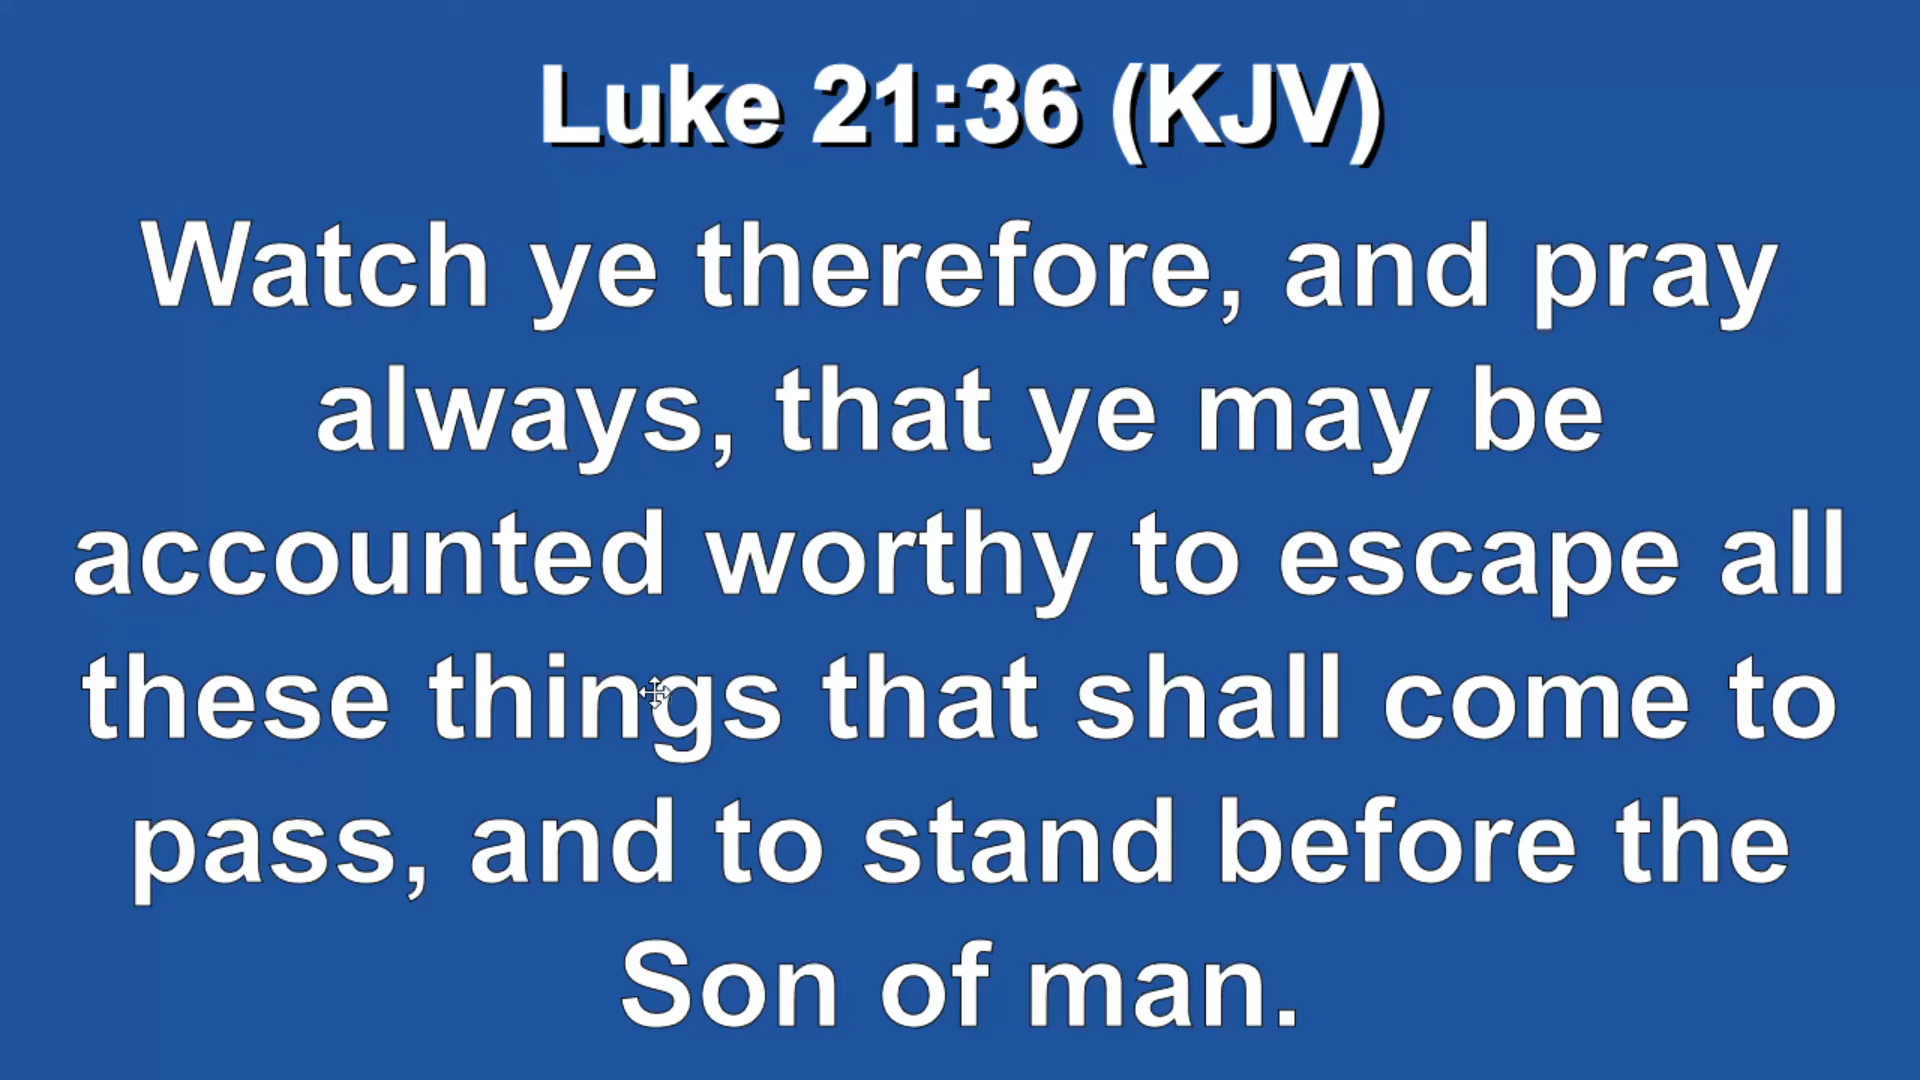 Luke 21:36 (KJV)
Watch ye therefore, and pray
always, that ye may be
accounted worthy to escape all
these things that shall come to
pass, and to stand before the
Son of man.